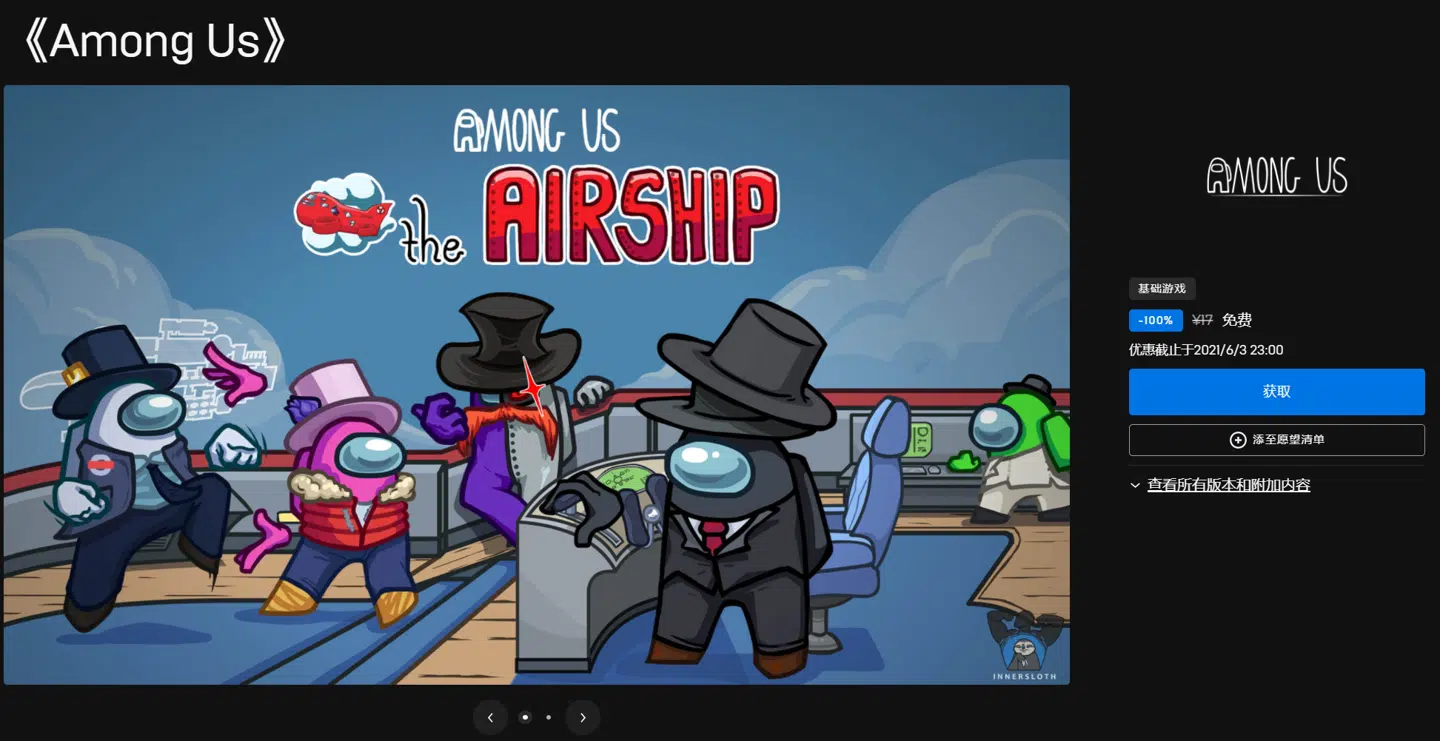 《Among Us》
AMONG US
the AIRSHIP
INNERSLOTH
AMONG US
基础游戏
-100% ¥17 免费
优惠截止于2021/6/3 23:00
获取
添至愿望清单
查看所有版本和附加内容